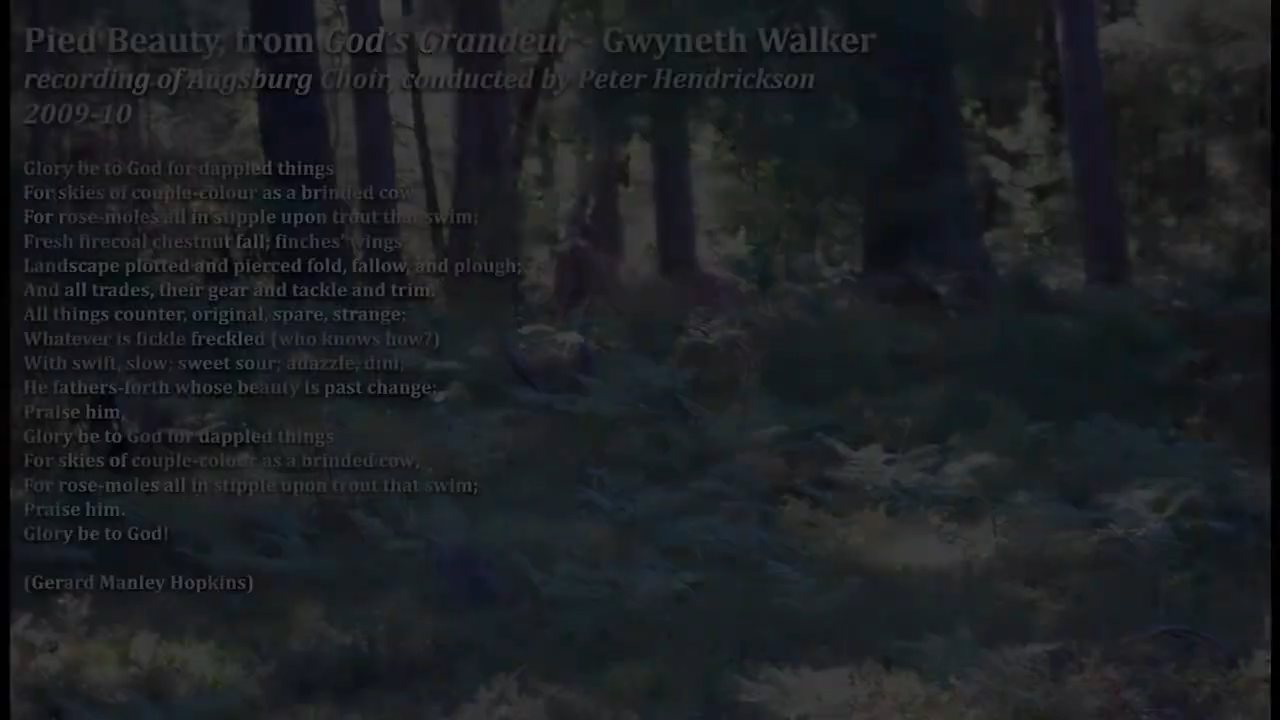 Pied Beauty, from God's Grandeur - Gwyneth Walker
recording of Augsburg Choir, conducted by Peter Hendrickson
2009-10
Glory be to God for dappled things
For skies of couple-colour as a brinded cow
For rose-moles all in stipple upon trout that swim;
Fresh firecoal chestnut fall; finches' wings
Landscape plotted and pierced fold, fallow, and plough;
And all trades, their gear and tackle and trim.
All things counter, original, spare, strange;
Whatever is fickle freckled (who knows how?)
With swift, slow; sweet sour; adazzle, dim;
He fathers-forth whose beauty is past change;
Praise him.
Glory be to God for dappled things
For skies of couple-colour as a brinded cow,
For rose-moles all in stipple upon trout that swim;
Praise him.
Glory be to God!
(Gerard Manley Hopkins)